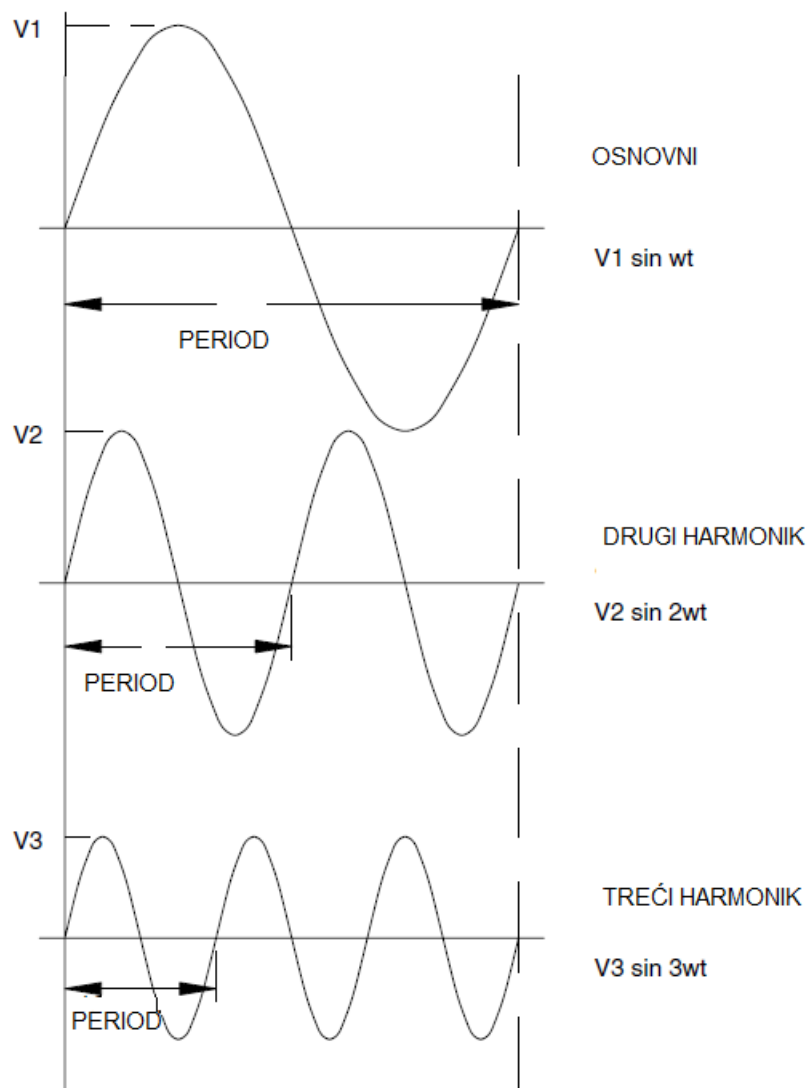 V1
OSNOVNI
V1 sin wt
PERIOD
V2
DRUGI HARMONIK
V2 sin 2wt
PERIOD
V3
TREĆI HARMONIK
V3 sin 3wt
PERIOD